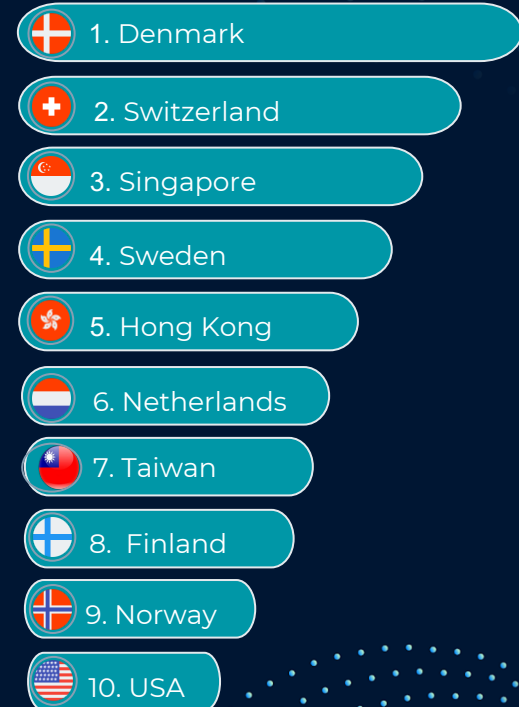 1. Denmark
2. Switzerland
3. Singapore
4. Sweden
5. Hong Kong
6. Netherlands
7. Taiwan
8. Finland
9. Norway
10. USA